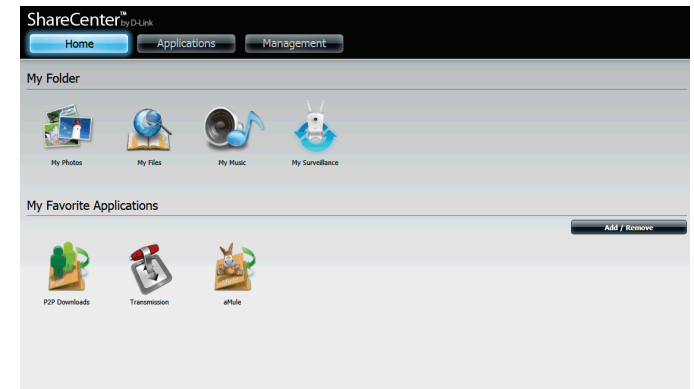 ShareCenter™ by D-Link
Home Applications Management
My Folder
My Photos My Files My Music My Surveillance
My Favorite Applications
Add / Remove
P2P Downloads Transmission aMule